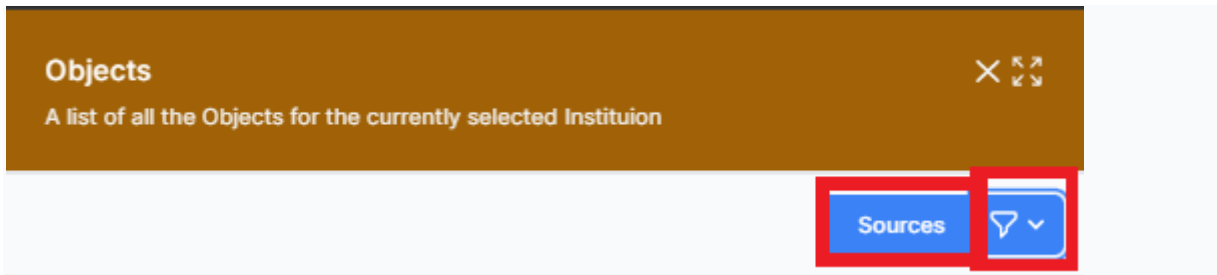 Objects
A list of all the Objects for the currently selected Instituion
Sources